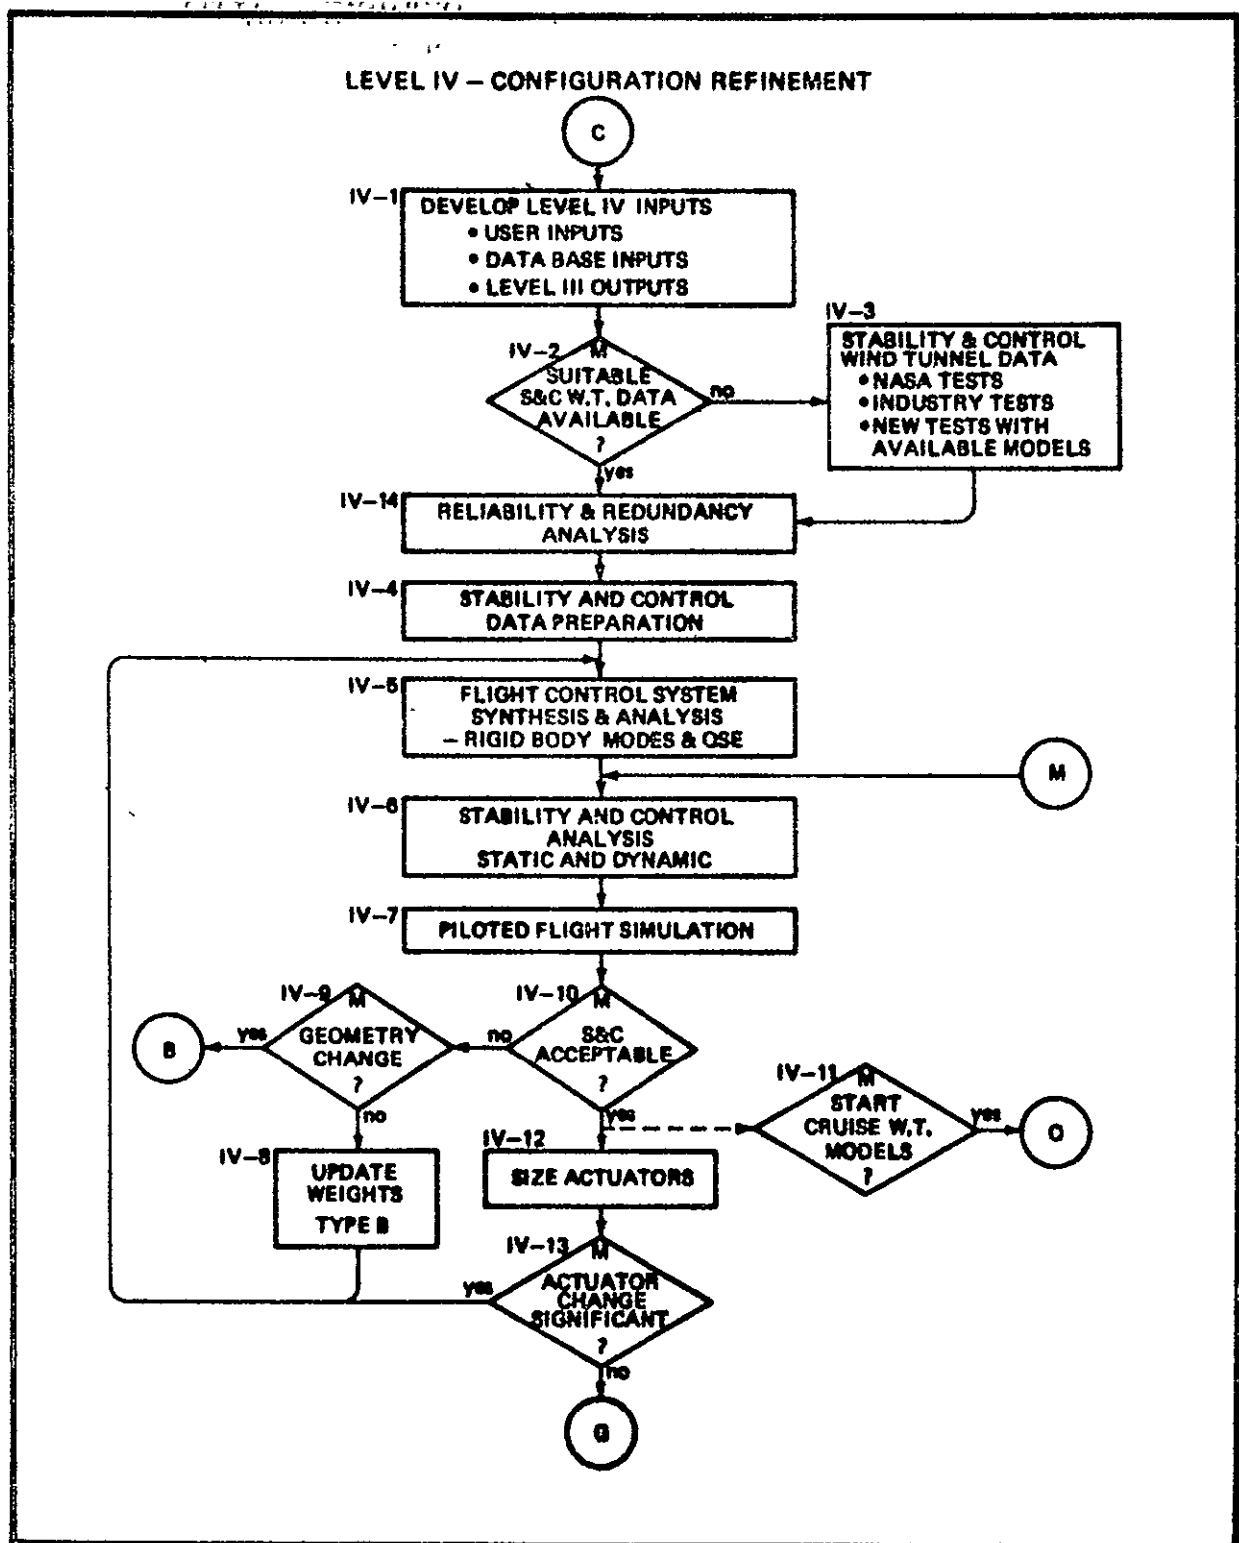 LEVEL IV – CONFIGURATION REFINEMENT
C
IV–1
DEVELOP LEVEL IV INPUTS
• USER INPUTS
• DATA BASE INPUTS
• LEVEL III OUTPUTS
IV–2
M
SUITABLE
S&C W.T. DATA
AVAILABLE
?
no
yes
IV–3
STABILITY & CONTROL
WIND TUNNEL DATA
• NASA TESTS
• INDUSTRY TESTS
• NEW TESTS WITH
AVAILABLE MODELS
IV–14
RELIABILITY & REDUNDANCY
ANALYSIS
IV–4
STABILITY AND CONTROL
DATA PREPARATION
IV–5
FLIGHT CONTROL SYSTEM
SYNTHESIS & ANALYSIS
– RIGID BODY MODES & QSE
M
IV–6
STABILITY AND CONTROL
ANALYSIS
STATIC AND DYNAMIC
IV–7
PILOTED FLIGHT SIMULATION
IV–9
M
GEOMETRY
CHANGE
?
yes
B
no
IV–10
M
S&C
ACCEPTABLE
?
no
yes
IV–11
M
START
CRUISE W.T.
MODELS
?
yes
IV–8
UPDATE
WEIGHTS
TYPE B
IV–12
SIZE ACTUATORS
IV–13
M
ACTUATOR
CHANGE
SIGNIFICANT
?
yes
no